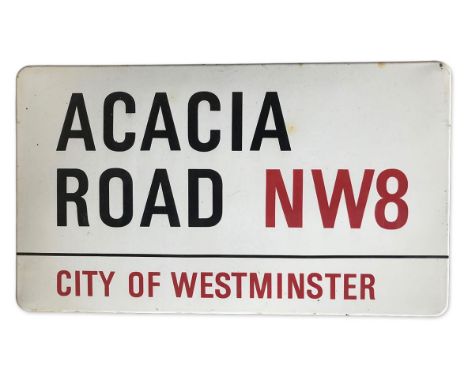 ACACIA
ROAD NW8
CITY OF WESTMINSTER